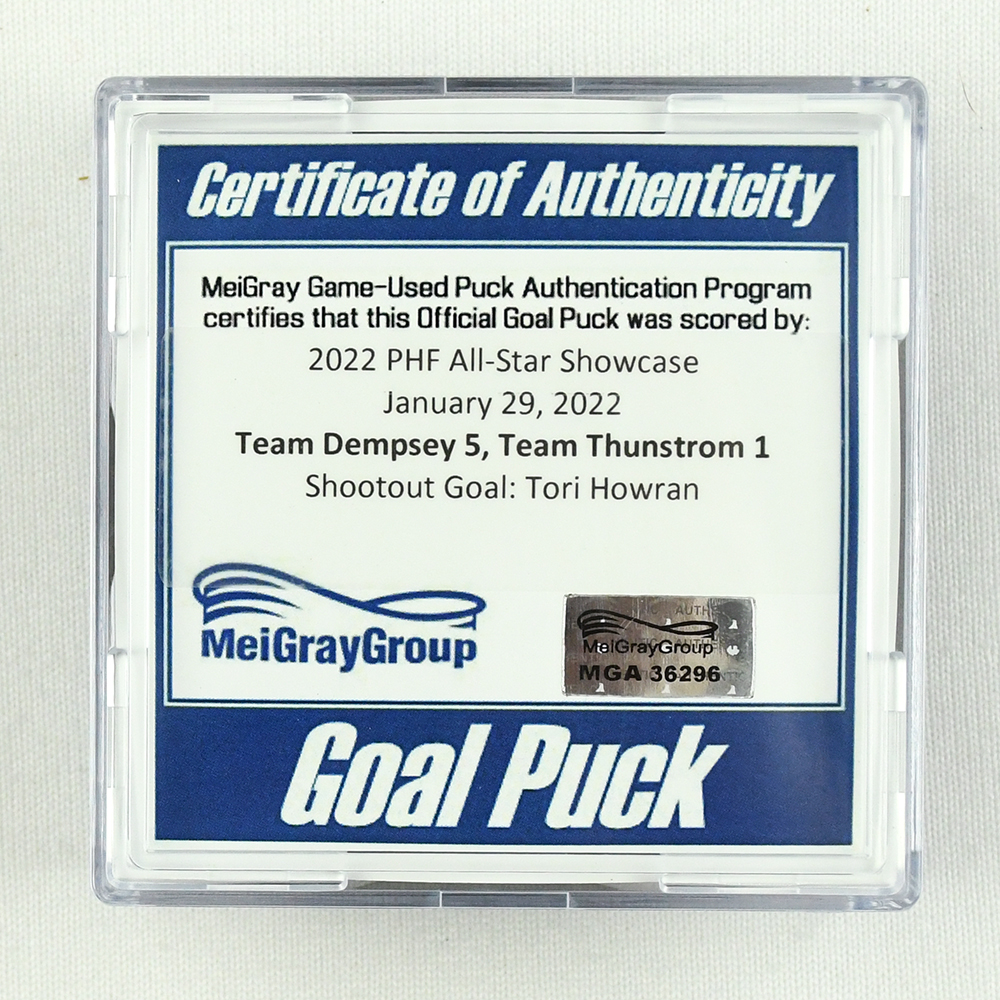 Certificate of Authenticity
MeiGray Game-Used Puck Authentication Program
certifies that this Official Goal Puck was scored by:
2022 PHF All-Star Showcase
January 29, 2022
Team Dempsey 5, Team Thunstrom 1
Shootout Goal: Tori Howran
MeiGrayGroup
MeiGrayGroup
MGA 36296
Goal Puck